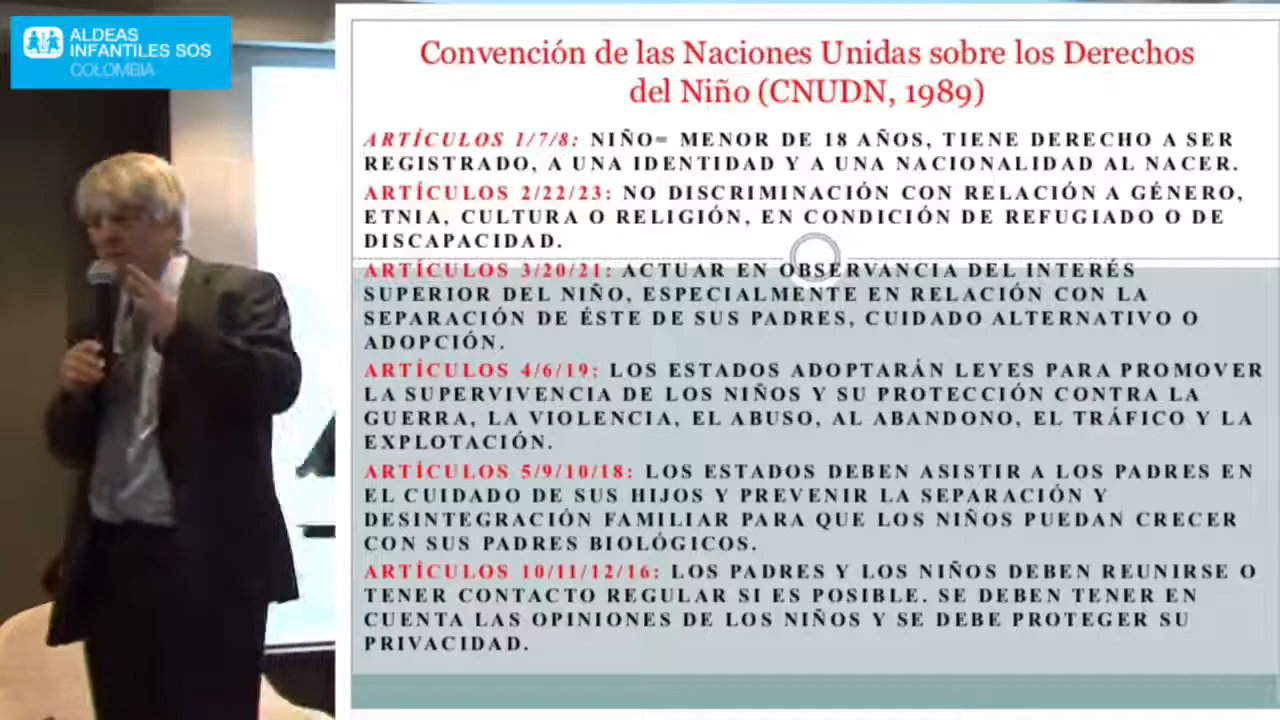 ALDEAS
INFANTILES SOS
COLOMBIA
Convención de las Naciones Unidas sobre los Derechos
del Niño (CNUDN, 1989)
ARTÍCULOS 1/7/8: NIÑO= MENOR DE 18 AÑOS, TIENE DERECHO A SER
REGISTRADO, A UNA IDENTIDAD Y A UNA NACIONALIDAD AL NACER.
ARTÍCULOS 2/22/23: NO DISCRIMINACIÓN CON RELACIÓN A GÉNERO,
ETNIA, CULTURA O RELIGIÓN, EN CONDICIÓN DE REFUGIADO O DE
DISCAPACIDAD.
ARTÍCULOS 3/20/21: ACTUAR EN OBSERVANCIA DEL INTERÉS
SUPERIOR DEL NIÑO, ESPECIALMENTE EN RELACIÓN CON LA
SEPARACIÓN DE ÉSTE DE SUS PADRES, CUIDADO ALTERNATIVO O
ADOPCIÓN.
ARTÍCULOS 4/6/19: LOS ESTADOS ADOPTARÁN LEYES PARA PROMOVER
LA SUPERVIVENCIA DE LOS NIÑOS Y SU PROTECCIÓN CONTRA LA
GUERRA, LA VIOLENCIA, EL ABUSO, AL ABANDONO, EL TRÁFICO Y LA
EXPLOTACIÓN.
ARTÍCULOS 5/9/10/18: LOS ESTADOS DEBEN ASISTIR A LOS PADRES EN
EL CUIDADO DE SUS HIJOS Y PREVENIR LA SEPARACIÓN Y
DESINTEGRACIÓN FAMILIAR PARA QUE LOS NIÑOS PUEDAN CRECER
CON SUS PADRES BIOLÓGICOS.
ARTÍCULOS 10/11/12/16: LOS PADRES Y LOS NIÑOS DEBEN REUNIRSE O
TENER CONTACTO REGULAR SI ES POSIBLE. SE DEBEN TENER EN
CUENTA LAS OPINIONES DE LOS NIÑOS Y SE DEBE PROTEGER SU
PRIVACIDAD.